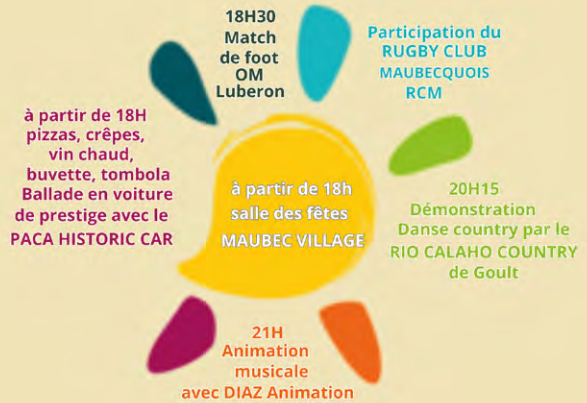 18H30
Match
de foot
OM
Luberon
Participation du
RUGBY CLUB
MAUBECQUOIS
RCM
à partir de 18H
pizzas, crêpes,
vin chaud,
buvette, tombola
Ballade en voiture
de prestige avec le
PACA HISTORIC CAR
à partir de 18h
salle des fêtes
MAUBEC VILLAGE
20H15
Démonstration
Danse country par le
RIO CALAHO COUNTRY
de Goult
21H
Animation
musicale
avec DIAZ Animation